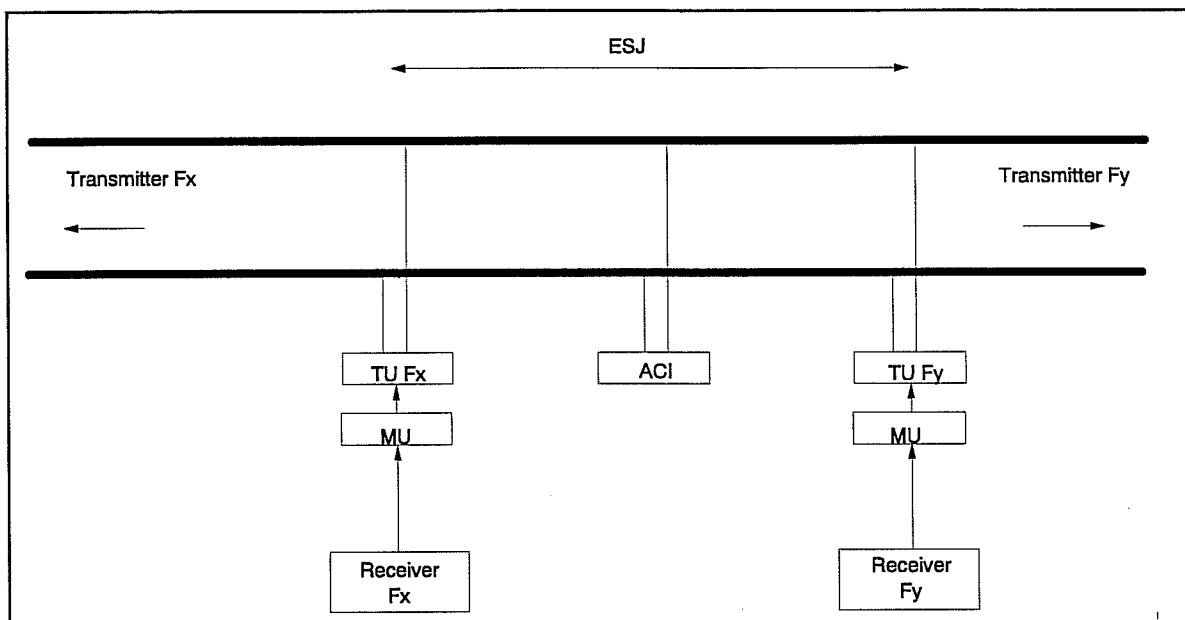 ESJ
Transmitter Fx
Transmitter Fy
TU Fx
ACI
TU Fy
MU
MU
Receiver
Fx
Receiver
Fy